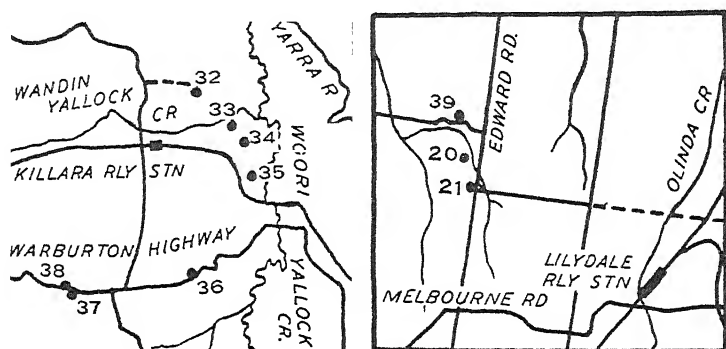 WANDIN
YALLOCK
CR
32
33
34
35
YARRA R
WOORI
KILLARA RLY STN
WARBURTON HIGHWAY
38
37
36
YALLOCK
CR.
39
20
21
EDWARD RD.
OLINDA CR
LILYDALE
RLY STN
MELBOURNE RD